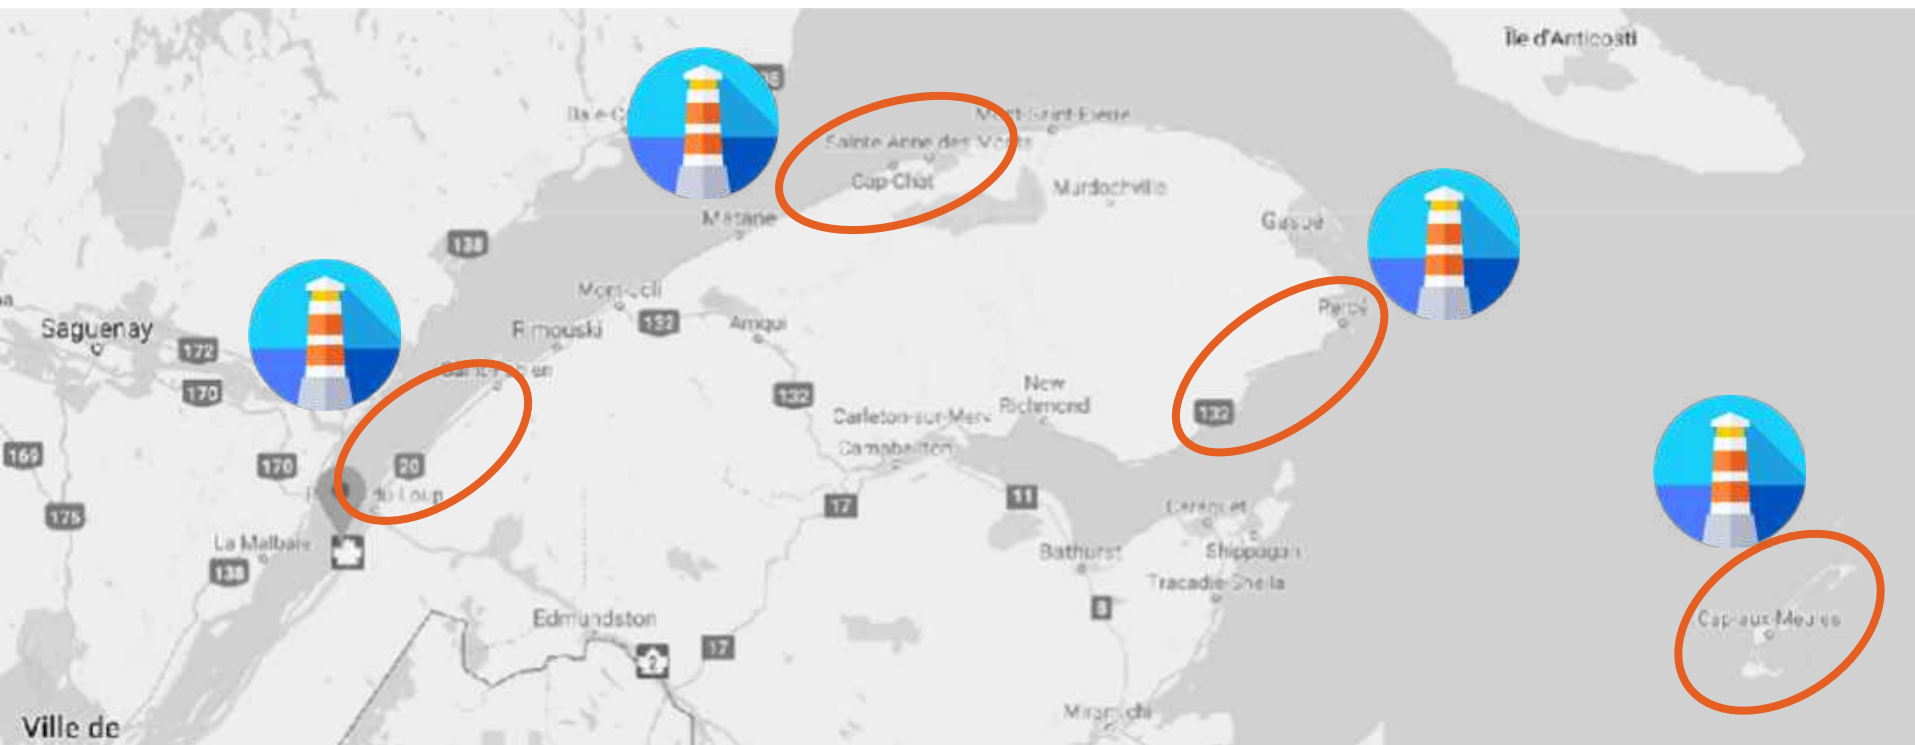 Île d'Anticosti
Mont-Saint-Pierre
Sainte-Anne-des-Monts
Cap-Chat
Murdochville
Matane
Gaspé
138
Mont-Joli
Percé
Saguenay
Rimouski
132
Amqui
172
170
132
New
Richmond
132
Carleton-sur-Mer
Campbellton
169
170
20
du-Loup
11
17
175
Caraquet
La Malbaie
Bathurst
Shippagan
138
Tracadie-Sheila
8
Edmundston
Cap-aux-Meules
17
2
Miramichi
Ville de